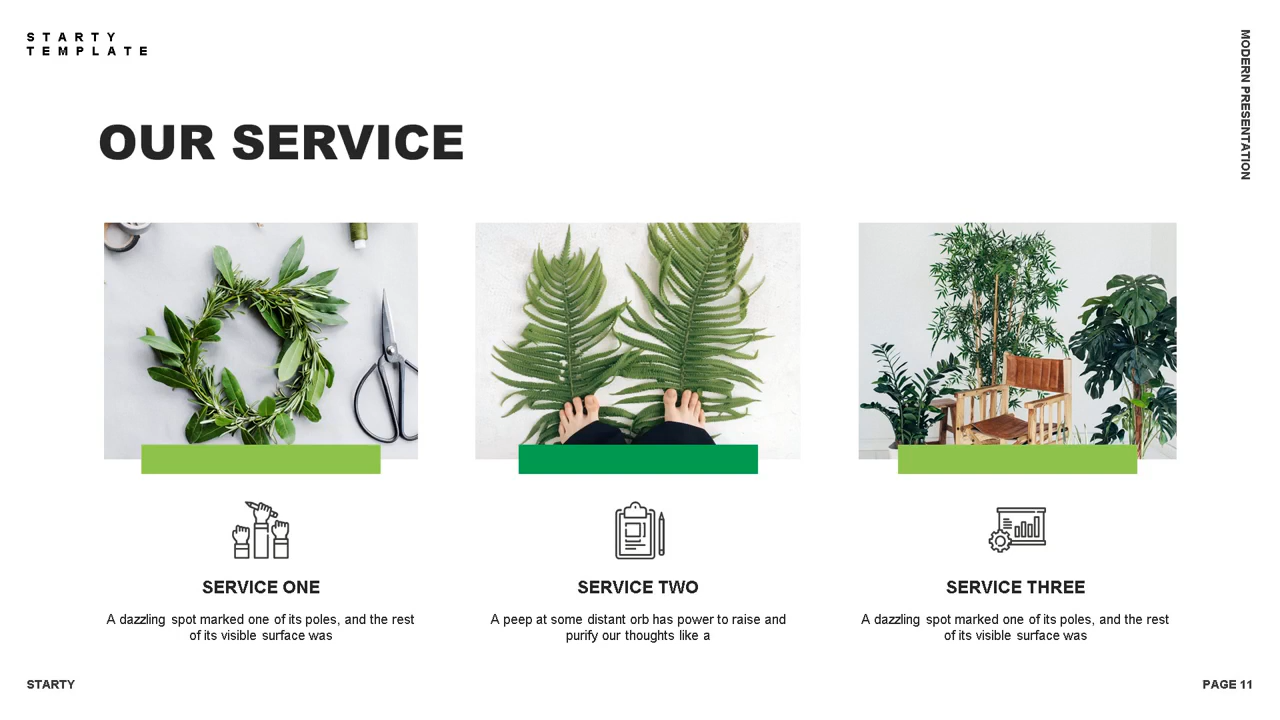 STARTY
TEMPLATE
MODERN PRESENTATION
OUR SERVICE
SERVICE ONE
A dazzling spot marked one of its poles, and the rest
of its visible surface was
SERVICE TWO
A peep at some distant orb has power to raise and
purify our thoughts like a
SERVICE THREE
A dazzling spot marked one of its poles, and the rest
of its visible surface was
STARTY
PAGE 11